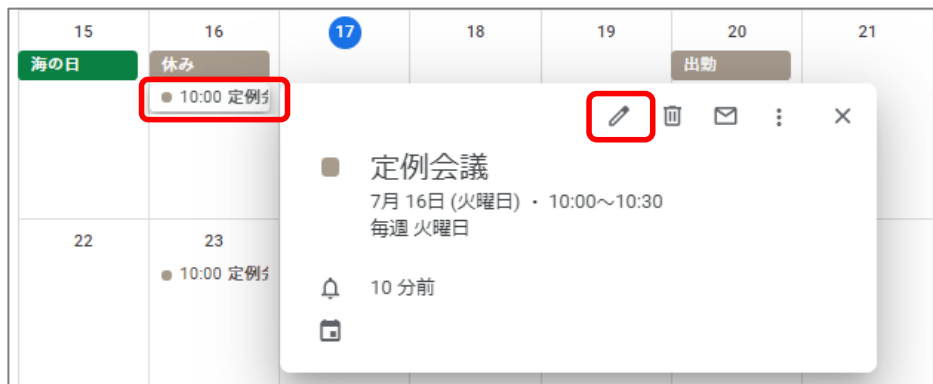 15 16 17 18 19 20 21
海の日 休み 出勤
10:00 定例
定例会議
7月 16日 (火曜日) ・ 10:00～10:30
毎週 火曜日
22 23
10:00 定例会
10 分前